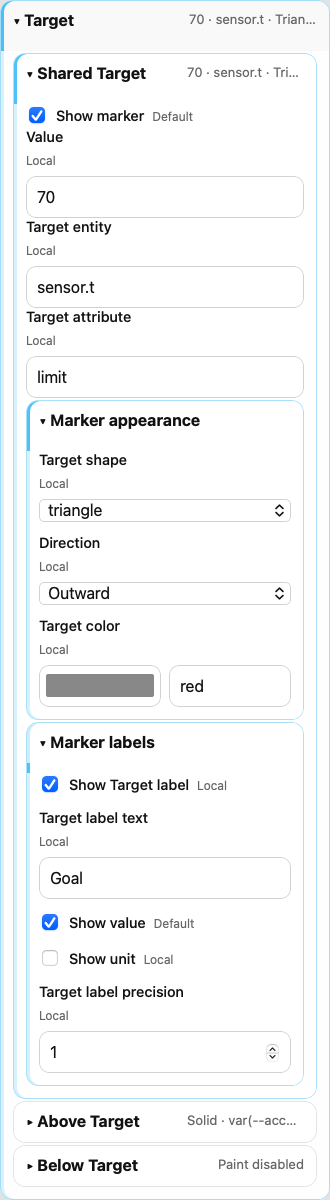 ▾ Target 70 · sensor.t · Trian...
▾ Shared Target 70 · sensor.t · Tri...
Show marker Default
Value
Local
70
Target entity
Local
sensor.t
Target attribute
Local
limit
▾ Marker appearance
Target shape
Local
triangle
Direction
Local
Outward
Target color
Local
red
▾ Marker labels
Show Target label Local
Target label text
Local
Goal
Show value Default
Show unit Local
Target label precision
Local
1
▸ Above Target Solid · var(--acc...
▸ Below Target Paint disabled